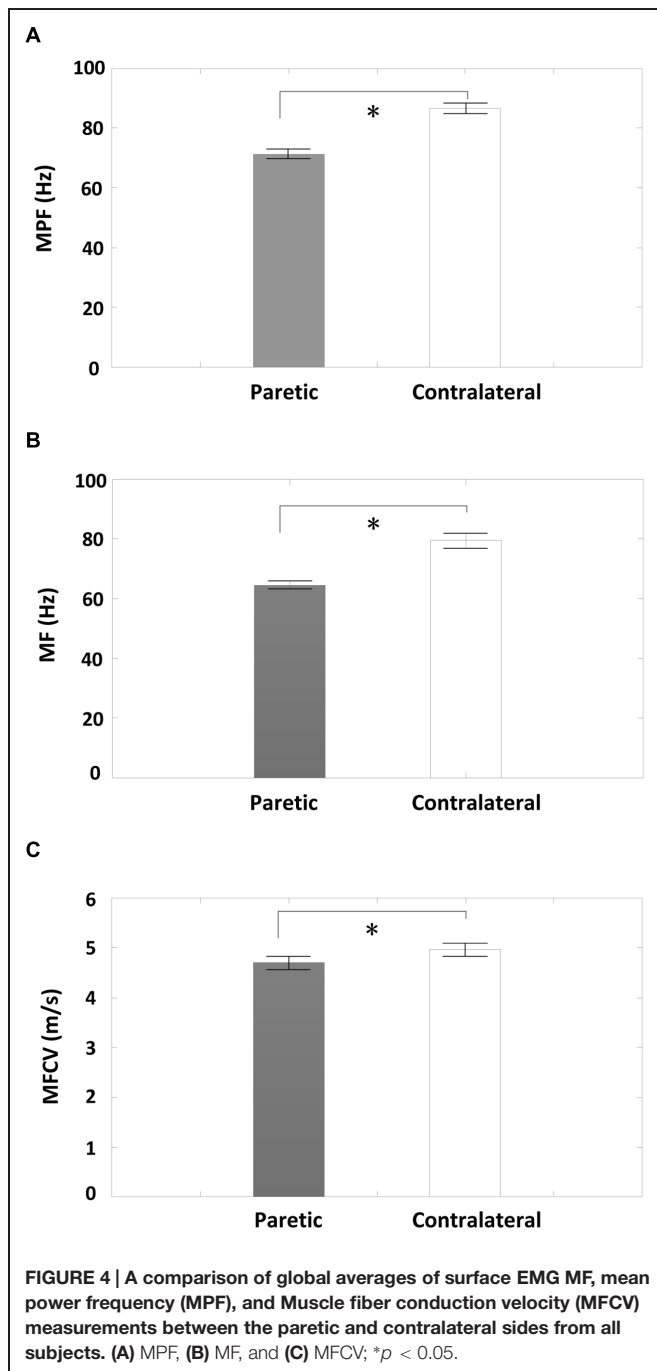 A
100
80
60
40
20
0
MPF (Hz)
*
Paretic Contralateral
B
100
80
60
40
20
0
MF (Hz)
*
Paretic Contralateral
C
6
5
4
3
2
1
0
MFCV (m/s)
*
Paretic Contralateral
FIGURE 4 | A comparison of global averages of surface EMG MF, mean
power frequency (MPF), and Muscle fiber conduction velocity (MFCV)
measurements between the paretic and contralateral sides from all
subjects. (A) MPF, (B) MF, and (C) MFCV; *p < 0.05.